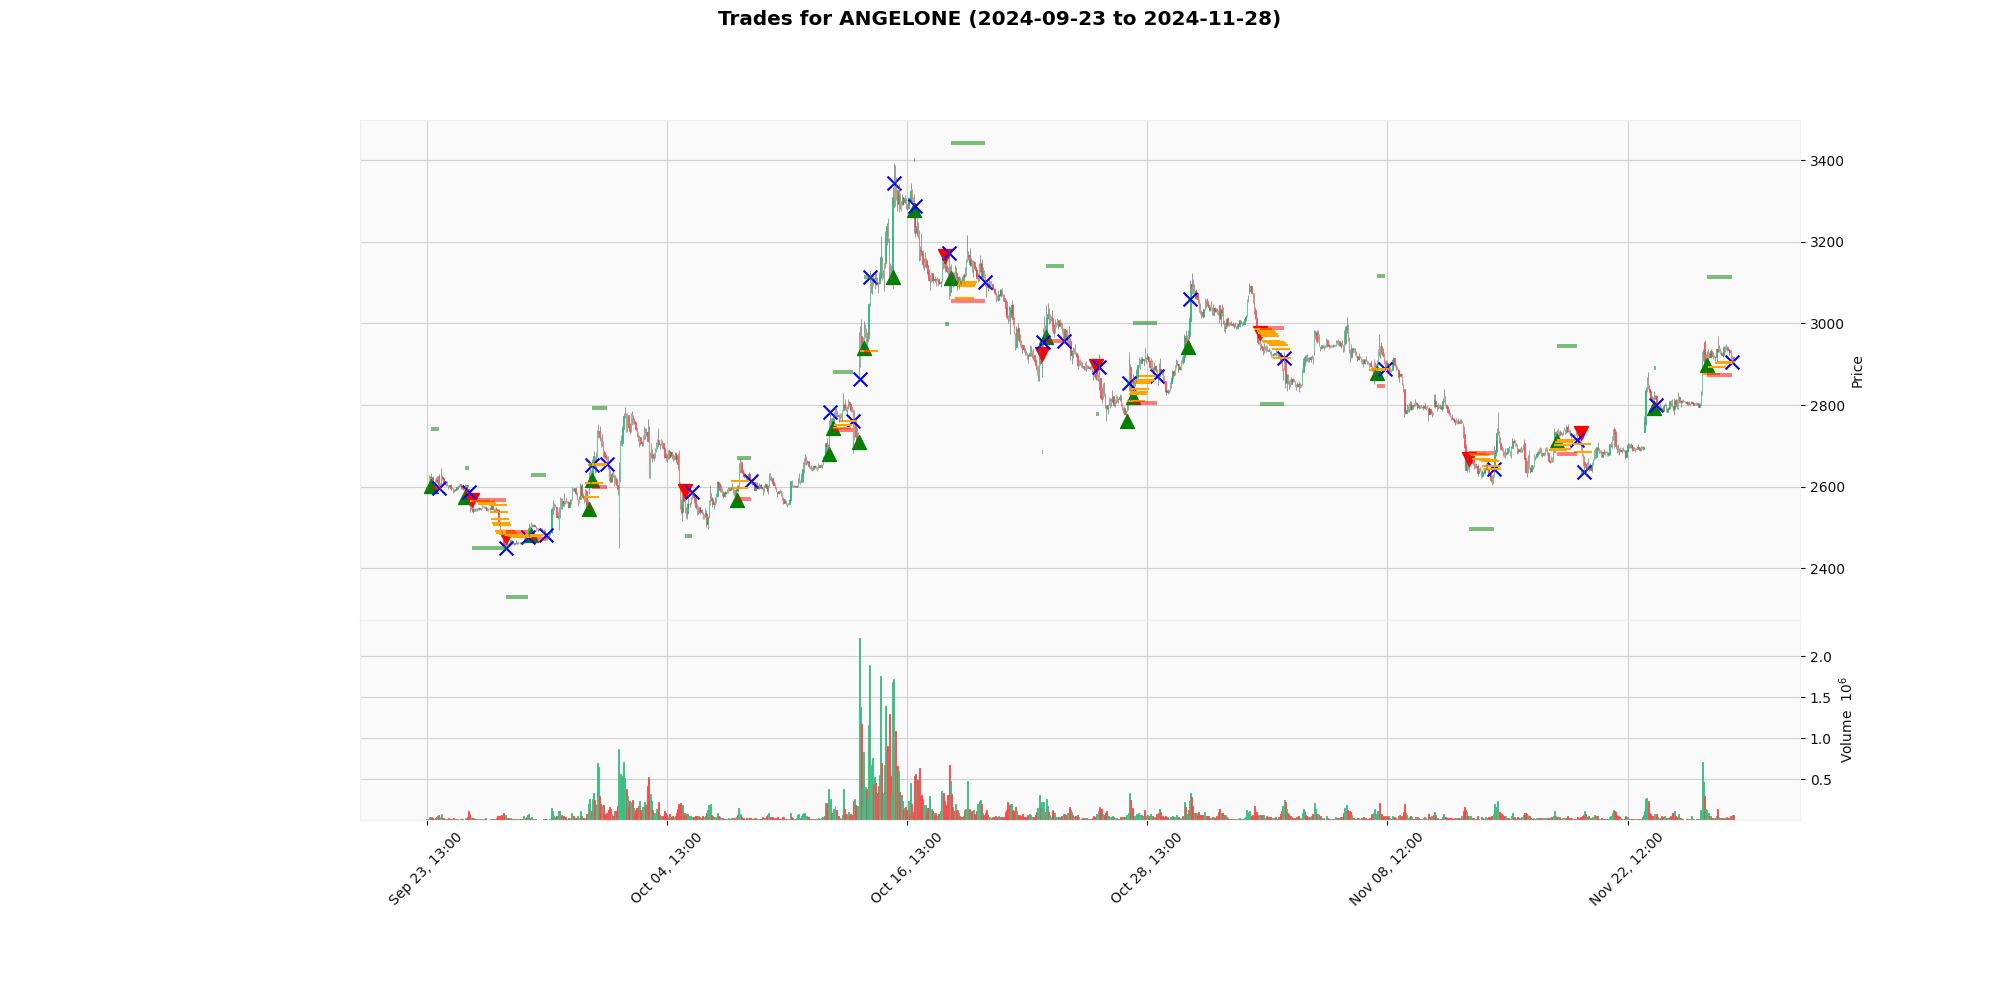 Trades for ANGELONE (2024-09-23 to 2024-11-28)
3400
3200
3000
2800
2600
2400
Price
2.0
1.5
1.0
0.5
Volume 10⁶
Sep 23, 13:00
Oct 04, 13:00
Oct 16, 13:00
Oct 28, 13:00
Nov 08, 12:00
Nov 22, 12:00